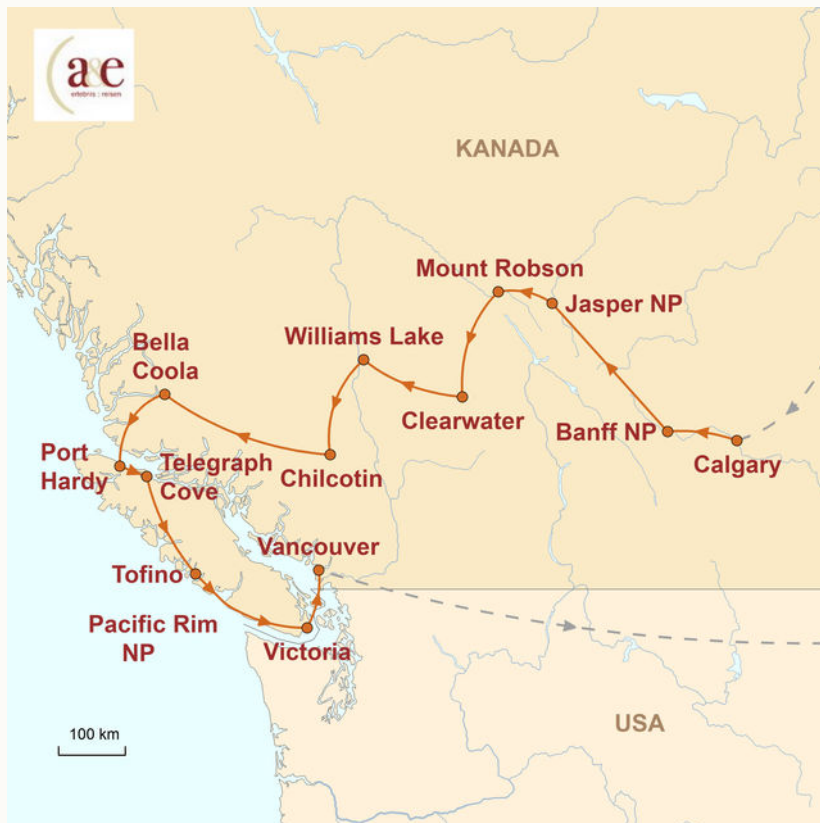 a&e
erlebnis : reisen
KANADA
Mount Robson
Jasper NP
Williams Lake
Bella
Coola
Clearwater
Banff NP
Calgary
Port
Hardy
Telegraph
Cove
Chilcotin
Vancouver
Tofino
Pacific Rim
NP
Victoria
USA
100 km